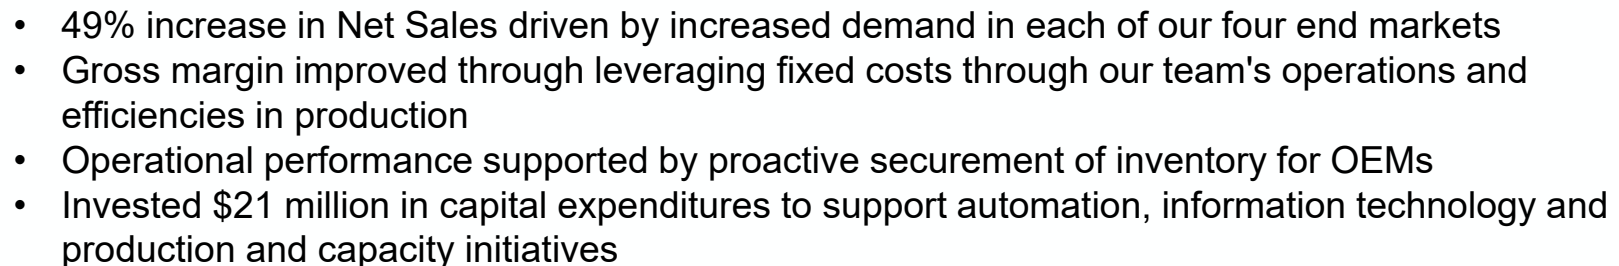 • 49% increase in Net Sales driven by increased demand in each of our four end markets
• Gross margin improved through leveraging fixed costs through our team's operations and
efficiencies in production
• Operational performance supported by proactive securement of inventory for OEMs
• Invested $21 million in capital expenditures to support automation, information technology and
production and capacity initiatives